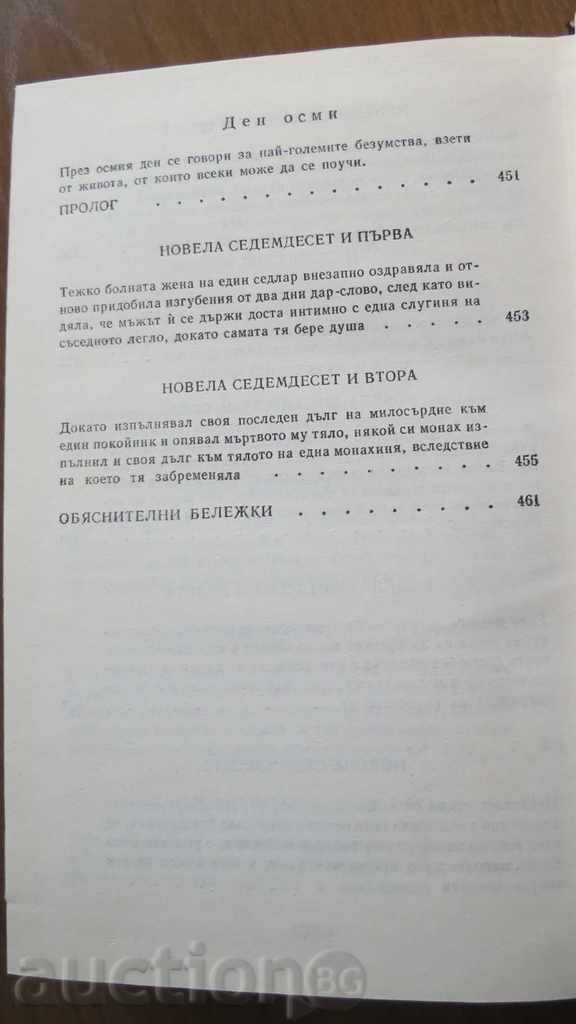 Ден осми
През осмия ден се говори за най-големите безумства, взети
от живота, от които всеки може да се поучи.
ПРОЛОГ . . . . . . . . . . . . . . . 451
НОВЕЛА СЕДЕМДЕСЕТ И ПЪРВА
Тежко болната жена на един седлар внезапно оздравяла и от-
ново придобила изгубения от два дни дар-слово, след като ви-
дяла, че мъжът ѝ се държи доста интимно с една слугиня на
съседното легло, докато самата тя бере душа . . . . . 453
НОВЕЛА СЕДЕМДЕСЕТ И ВТОРА
Докато изпълнявал своя последен дълг на милосърдие към
един покойник и опявал мъртвото му тяло, някой си монах из-
пълнил и своя дълг към тялото на една монахиня, вследствие
на което тя забременяла . . . . . . . . . . 455
ОБЯСНИТЕЛНИ БЕЛЕЖКИ . . . . . . . . . 461
auctionBG